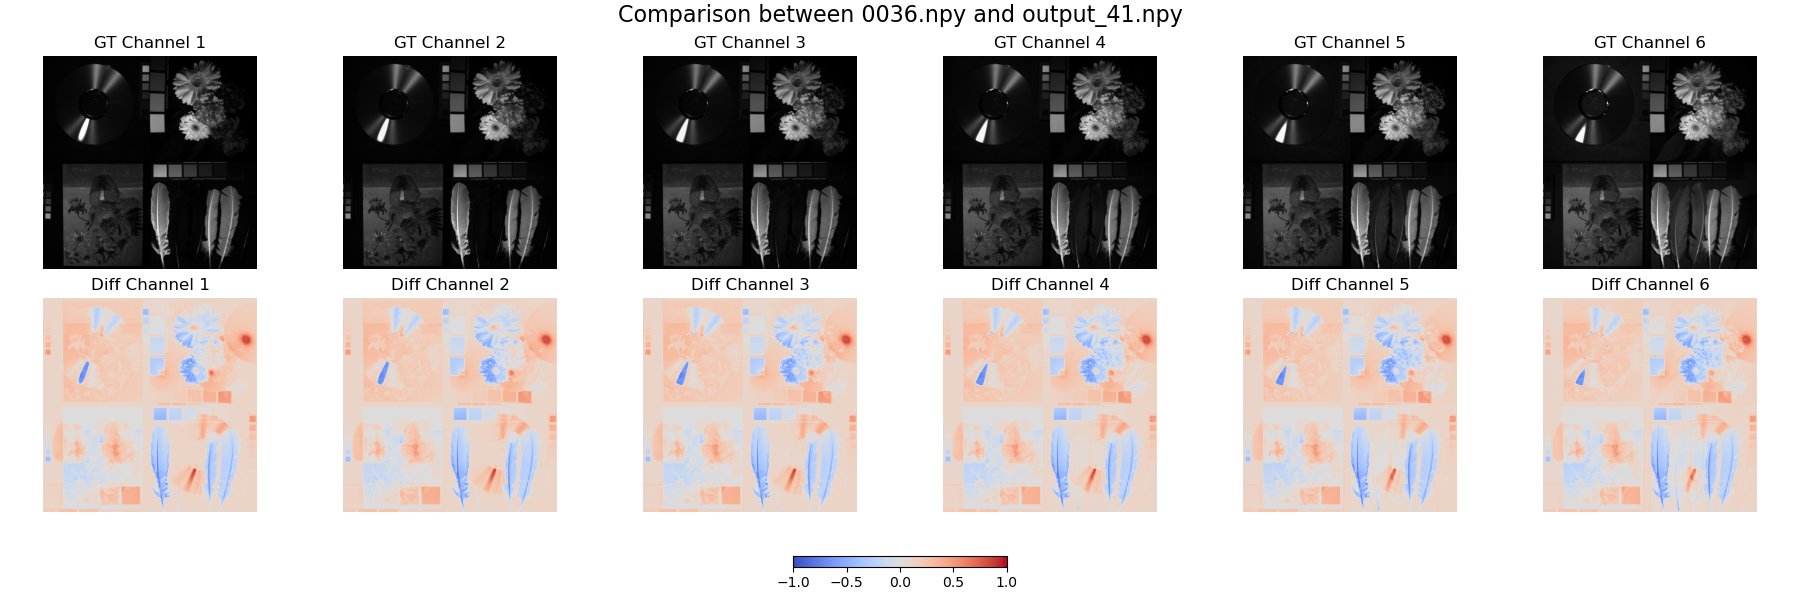 Comparison between 0036.npy and output_41.npy
GT Channel 1
GT Channel 2
GT Channel 3
GT Channel 4
GT Channel 5
GT Channel 6
Diff Channel 1
Diff Channel 2
Diff Channel 3
Diff Channel 4
Diff Channel 5
Diff Channel 6
−1.0 −0.5 0.0 0.5 1.0